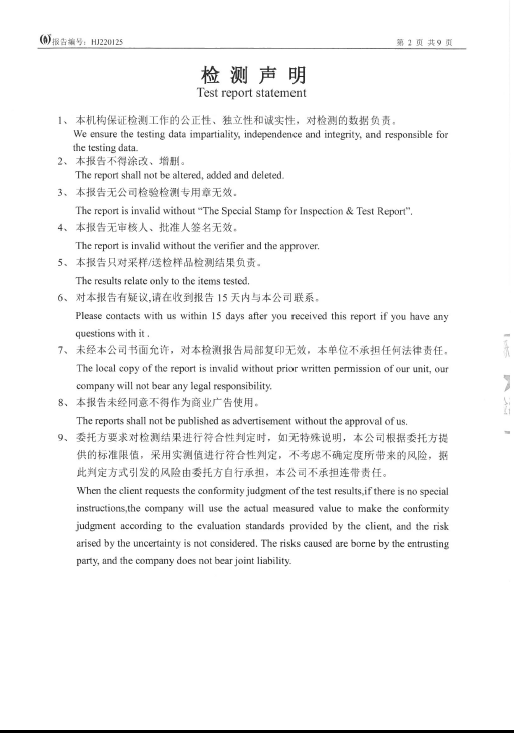 报告编号: HJ220125
第 2 页 共 9 页
检 测 声 明
Test report statement
1、 本机构保证检测工作的公正性、独立性和诚实性，对检测的数据负责。
We ensure the testing data impartiality, independence and integrity, and responsible for
the testing data.
2、 本报告不得涂改、增删。
The report shall not be altered, added and deleted.
3、 本报告无公司检验检测专用章无效。
The report is invalid without “The Special Stamp for Inspection & Test Report”.
4、 本报告无审核人、批准人签名无效。
The report is invalid without the verifier and the approver.
5、 本报告只对采样/送检样品检测结果负责。
The results relate only to the items tested.
6、 对本报告有疑议,请在收到报告 15 天内与本公司联系。
Please contacts with us within 15 days after you received this report if you have any
questions with it .
7、 未经本公司书面允许，对本检测报告局部复印无效，本单位不承担任何法律责任。
The local copy of the report is invalid without prior written permission of our unit, our
company will not bear any legal responsibility.
8、 本报告未经同意不得作为商业广告使用。
The reports shall not be published as advertisement without the approval of us.
9、 委托方要求对检测结果进行符合性判定时，如无特殊说明，本公司根据委托方提
供的标准限值，采用实测值进行符合性判定，不考虑不确定度所带来的风险，据
此判定方式引发的风险由委托方自行承担，本公司不承担连带责任。
When the client requests the conformity judgment of the test results,if there is no special
instructions,the company will use the actual measured value to make the conformity
judgment according to the evaluation standards provided by the client, and the risk
arised by the uncertainty is not considered. The risks caused are borne by the entrusting
party, and the company does not bear joint liability.